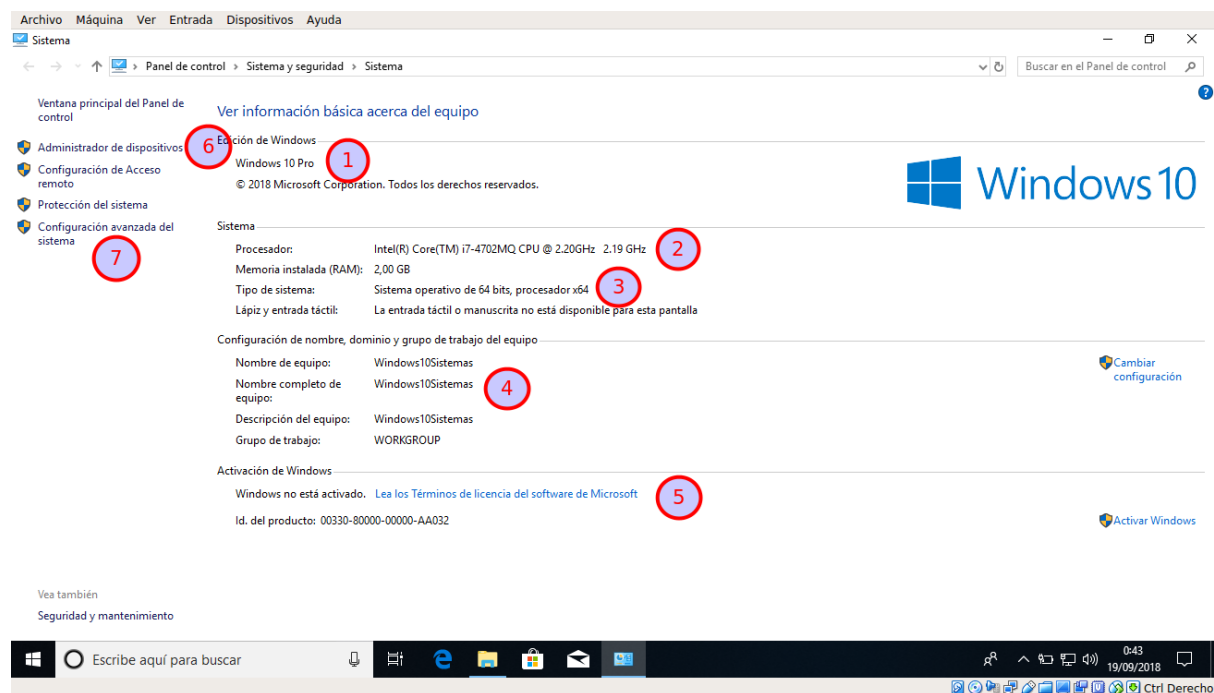 Archivo Máquina Ver Entrada Dispositivos Ayuda
Sistema
Panel de control > Sistema y seguridad > Sistema
Buscar en el Panel de control
?
Ventana principal del Panel de
control
Administrador de dispositivos
6
Configuración de Acceso
remoto
Protección del sistema
Configuración avanzada del
sistema
7
Ver información básica acerca del equipo
Edición de Windows
Windows 10 Pro
1
© 2018 Microsoft Corporation. Todos los derechos reservados.
Windows 10
Sistema
Procesador: Intel(R) Core(TM) i7-4702MQ CPU @ 2.20GHz 2.19 GHz
2
Memoria instalada (RAM): 2,00 GB
Tipo de sistema: Sistema operativo de 64 bits, procesador x64
3
Lápiz y entrada táctil: La entrada táctil o manuscrita no está disponible para esta pantalla
Configuración de nombre, dominio y grupo de trabajo del equipo
Nombre de equipo: Windows10Sistemas
Cambiar
configuración
Nombre completo de Windows10Sistemas
equipo:
4
Descripción del equipo: Windows10Sistemas
Grupo de trabajo: WORKGROUP
Activación de Windows
Windows no está activado. Lea los Términos de licencia del software de Microsoft
5
Id. del producto: 00330-80000-00000-AA032
Activar Windows
Vea también
Seguridad y mantenimiento
Escribe aquí para buscar
0:43
19/09/2018
Ctrl Derecho